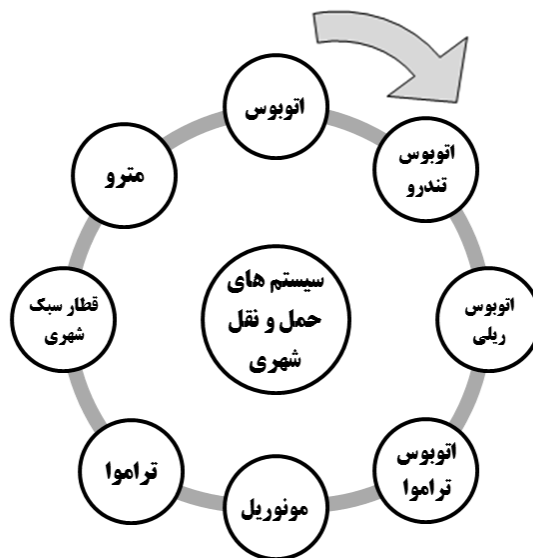 اتوبوس
اتوبوس
تندرو
اتوبوس
ریلی
اتوبوس
تراموا
مونوریل
تراموا
قطار سبک
شهری
مترو
سیستم های
حمل و نقل
شهری